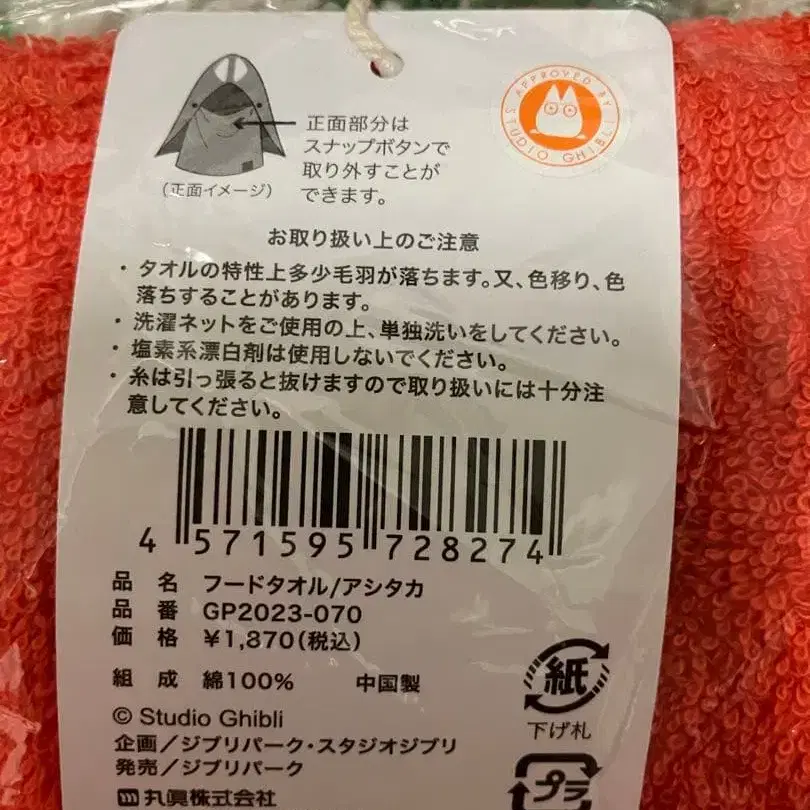 APPROVED BY
STUDIO GHIBLI
正面部分は
スナップボタンで
取り外すことが
できます。
(正面イメージ)
お取り扱い上のご注意
・タオルの特性上多少毛羽が落ちます。又、色移り、色
落ちすることがあります。
・洗濯ネットをご使用の上、単独洗いをしてください。
・塩素系漂白剤は使用しないでください。
・糸は引っ張ると抜けますので取り扱いには十分注
意してください。
4 571595 728274
品 名 フードタオル/アシタカ
品 番 GP2023-070
価 格 ¥1,870(税込)
組 成 綿100% 中国製
© Studio Ghibli
企画/ジブリパーク・スタジオジブリ
発売/ジブリパーク
丸眞株式会社
紙
下げ札
プラ